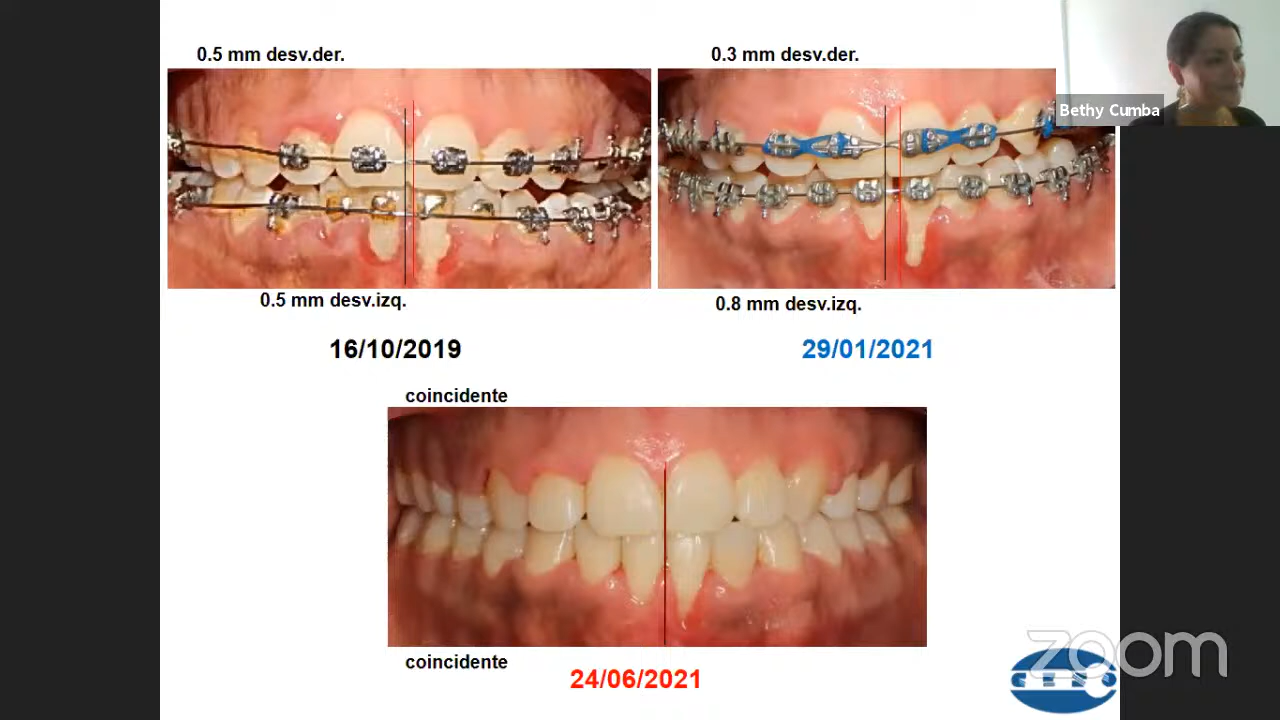 0.5 mm desv.der.
0.3 mm desv.der.
Bethy Cumba
0.5 mm desv.izq.
0.8 mm desv.izq.
16/10/2019
29/01/2021
coincidente
coincidente
24/06/2021
zoom